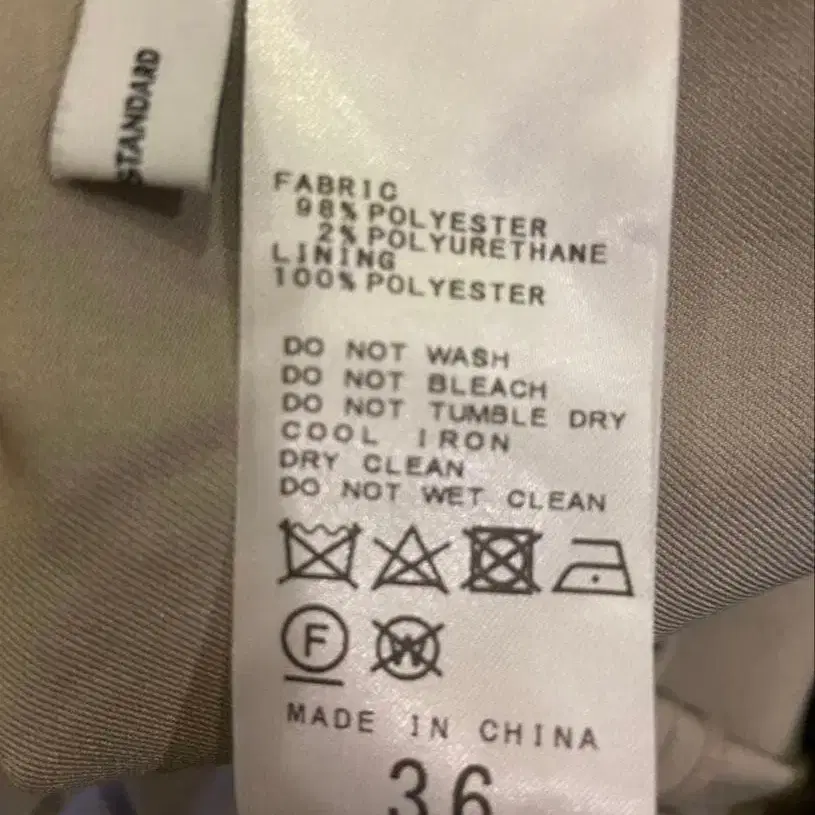 STANDARD
FABRIC
98% POLYESTER
2% POLYURETHANE
LINING
100% POLYESTER
DO NOT WASH
DO NOT BLEACH
DO NOT TUMBLE DRY
COOL IRON
DRY CLEAN
DO NOT WET CLEAN
F W
MADE IN CHINA
36